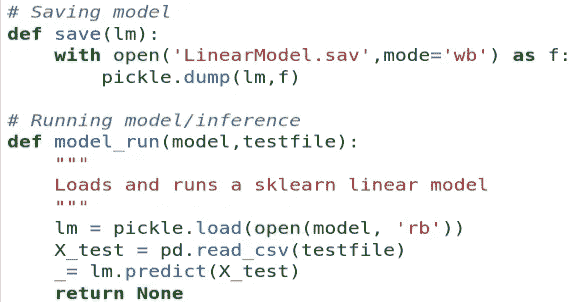 # Saving model
def save(lm):
    with open('LinearModel.sav',mode='wb') as f:
        pickle.dump(lm,f)

# Running model/inference
def model_run(model,testfile):
    """
    Loads and runs a sklearn linear model
    """
    lm = pickle.load(open(model, 'rb'))
    X_test = pd.read_csv(testfile)
    _= lm.predict(X_test)
    return None